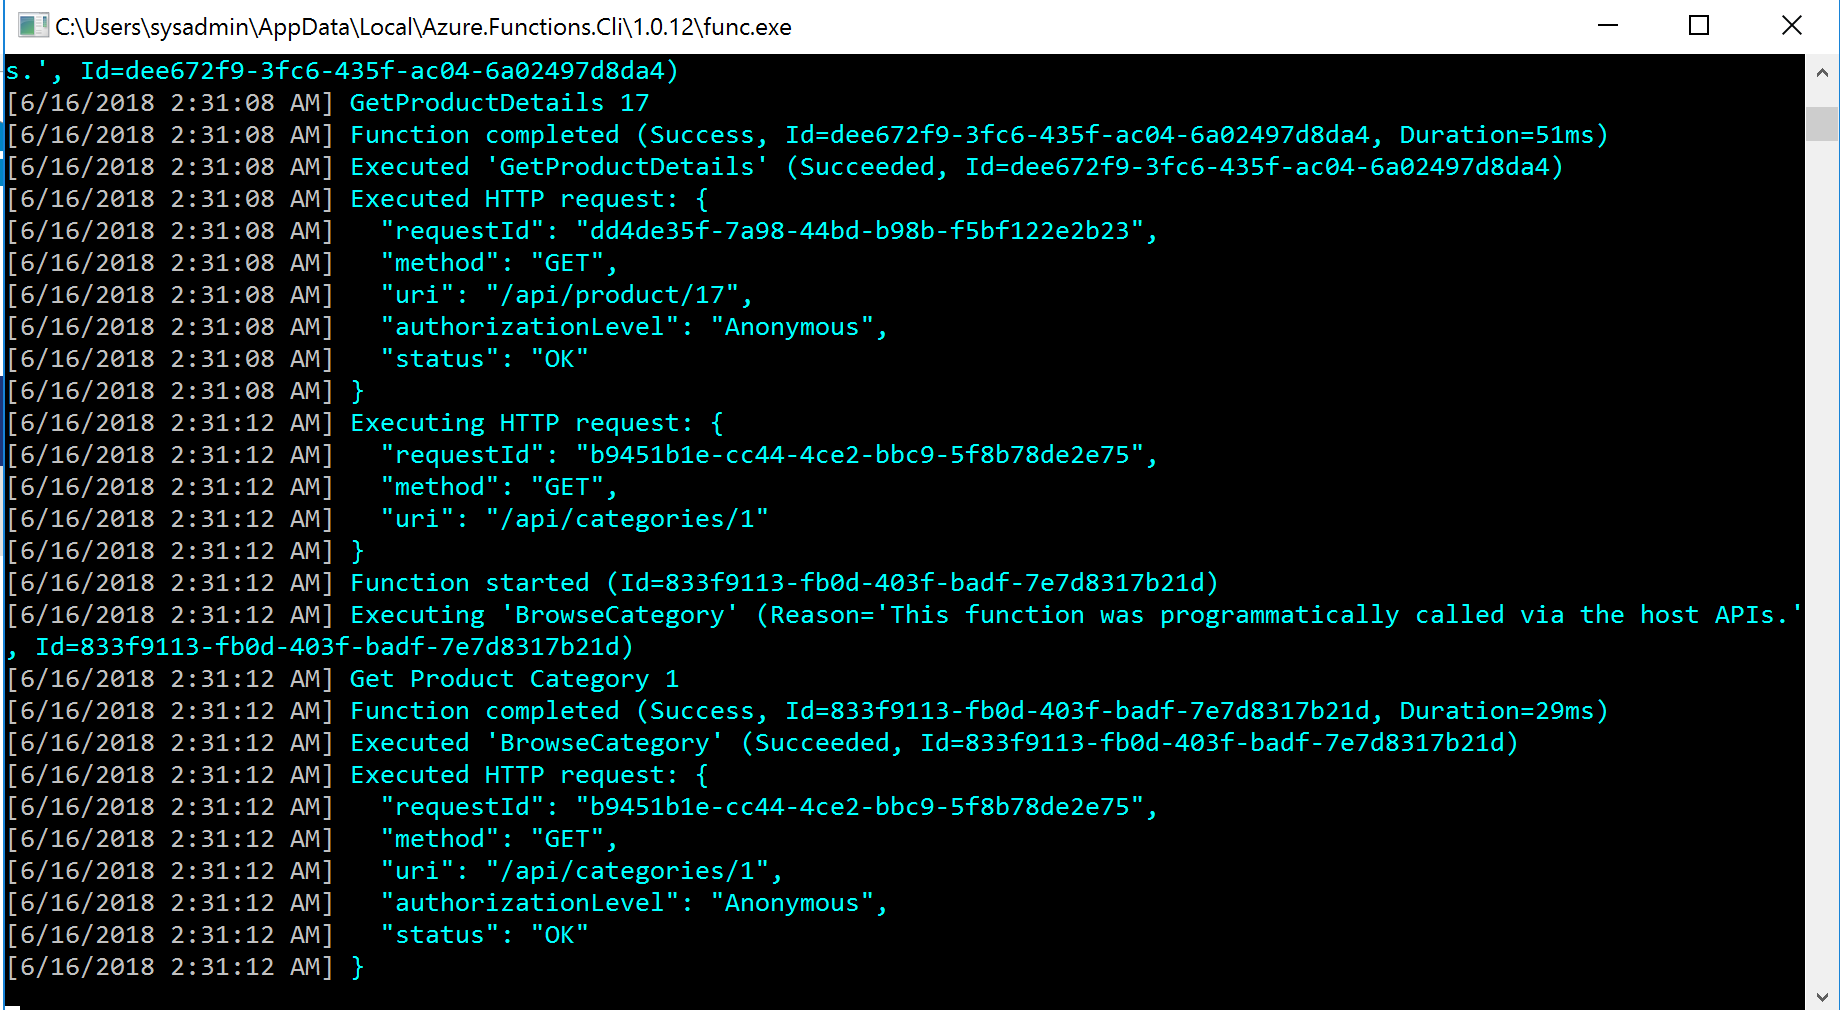 C:\Users\sysadmin\AppData\Local\Azure.Functions.Cli\1.0.12\func.exe
s.', Id=dee672f9-3fc6-435f-ac04-6a02497d8da4)
[6/16/2018 2:31:08 AM] GetProductDetails 17
[6/16/2018 2:31:08 AM] Function completed (Success, Id=dee672f9-3fc6-435f-ac04-6a02497d8da4, Duration=51ms)
[6/16/2018 2:31:08 AM] Executed 'GetProductDetails' (Succeeded, Id=dee672f9-3fc6-435f-ac04-6a02497d8da4)
[6/16/2018 2:31:08 AM] Executed HTTP request: {
[6/16/2018 2:31:08 AM]   "requestId": "dd4de35f-7a98-44bd-b98b-f5bf122e2b23",
[6/16/2018 2:31:08 AM]   "method": "GET",
[6/16/2018 2:31:08 AM]   "uri": "/api/product/17",
[6/16/2018 2:31:08 AM]   "authorizationLevel": "Anonymous",
[6/16/2018 2:31:08 AM]   "status": "OK"
[6/16/2018 2:31:08 AM] }
[6/16/2018 2:31:12 AM] Executing HTTP request: {
[6/16/2018 2:31:12 AM]   "requestId": "b9451b1e-cc44-4ce2-bbc9-5f8b78de2e75",
[6/16/2018 2:31:12 AM]   "method": "GET",
[6/16/2018 2:31:12 AM]   "uri": "/api/categories/1"
[6/16/2018 2:31:12 AM] }
[6/16/2018 2:31:12 AM] Function started (Id=833f9113-fb0d-403f-badf-7e7d8317b21d)
[6/16/2018 2:31:12 AM] Executing 'BrowseCategory' (Reason='This function was programmatically called via the host APIs.'
, Id=833f9113-fb0d-403f-badf-7e7d8317b21d)
[6/16/2018 2:31:12 AM] Get Product Category 1
[6/16/2018 2:31:12 AM] Function completed (Success, Id=833f9113-fb0d-403f-badf-7e7d8317b21d, Duration=29ms)
[6/16/2018 2:31:12 AM] Executed 'BrowseCategory' (Succeeded, Id=833f9113-fb0d-403f-badf-7e7d8317b21d)
[6/16/2018 2:31:12 AM] Executed HTTP request: {
[6/16/2018 2:31:12 AM]   "requestId": "b9451b1e-cc44-4ce2-bbc9-5f8b78de2e75",
[6/16/2018 2:31:12 AM]   "method": "GET",
[6/16/2018 2:31:12 AM]   "uri": "/api/categories/1",
[6/16/2018 2:31:12 AM]   "authorizationLevel": "Anonymous",
[6/16/2018 2:31:12 AM]   "status": "OK"
[6/16/2018 2:31:12 AM] }